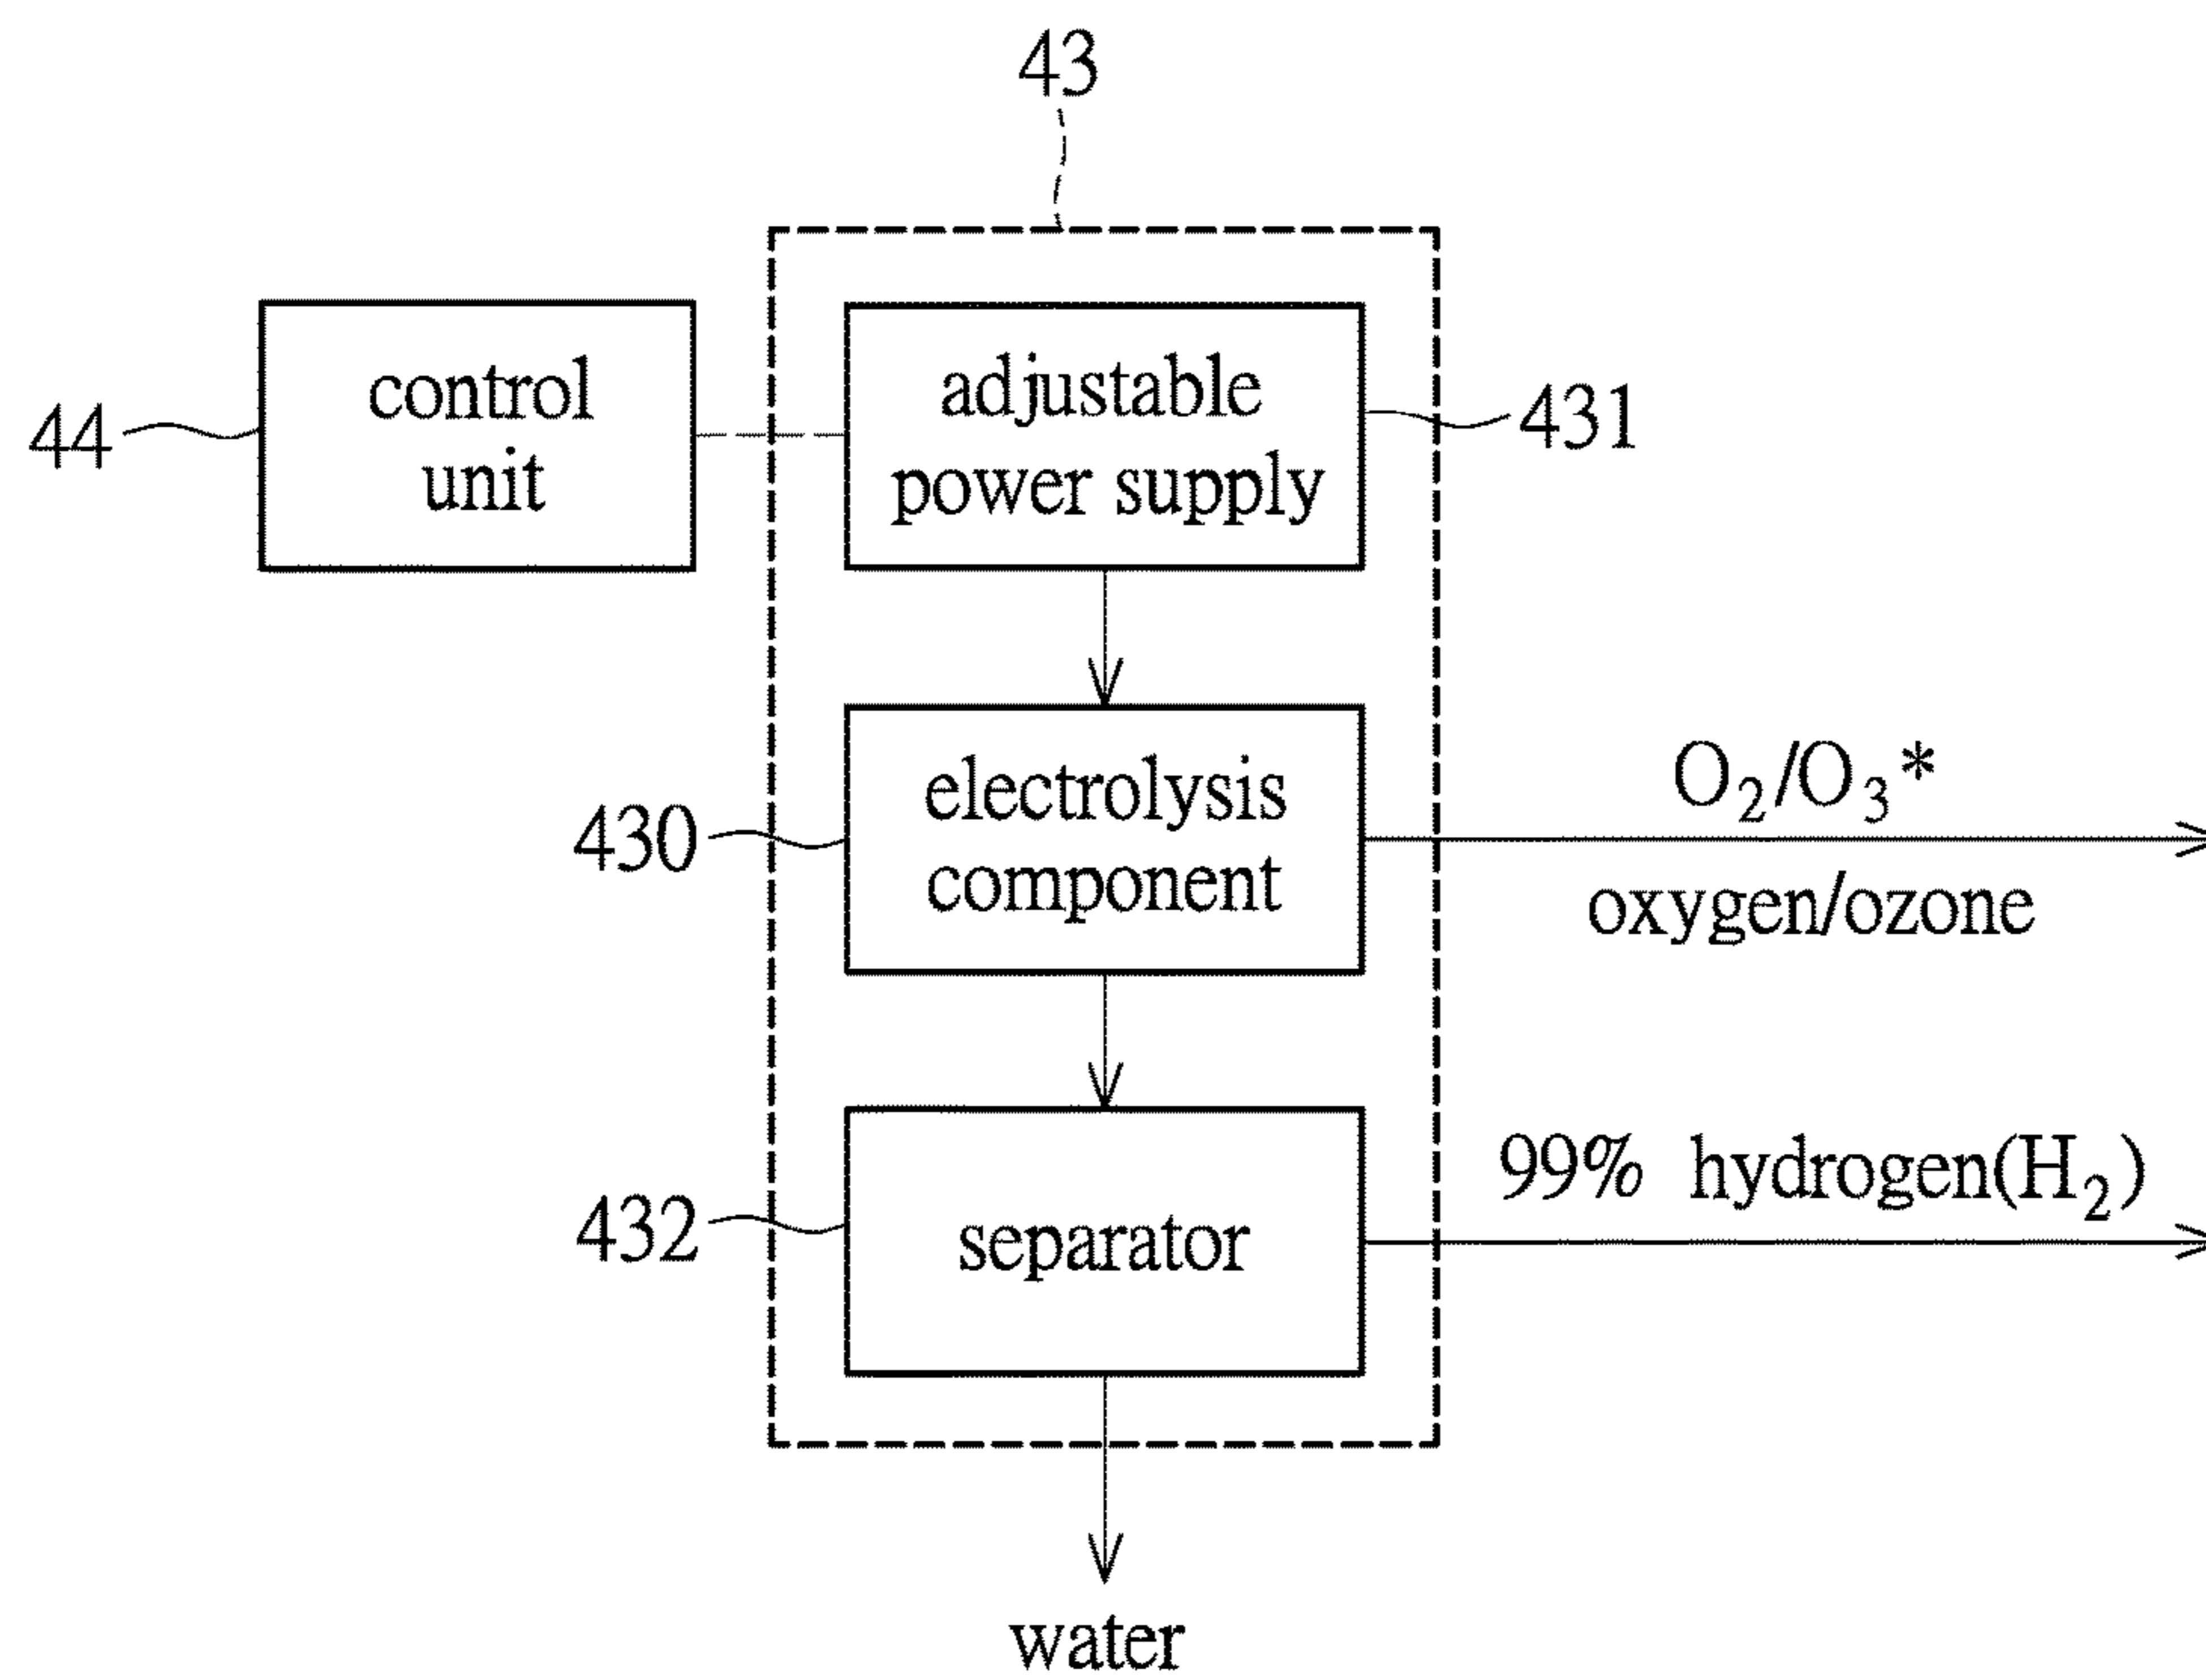 43
control
unit
44
adjustable
power supply
431
electrolysis
component
430
O₂/O₃*
oxygen/ozone
separator
432
99% hydrogen(H₂)
water